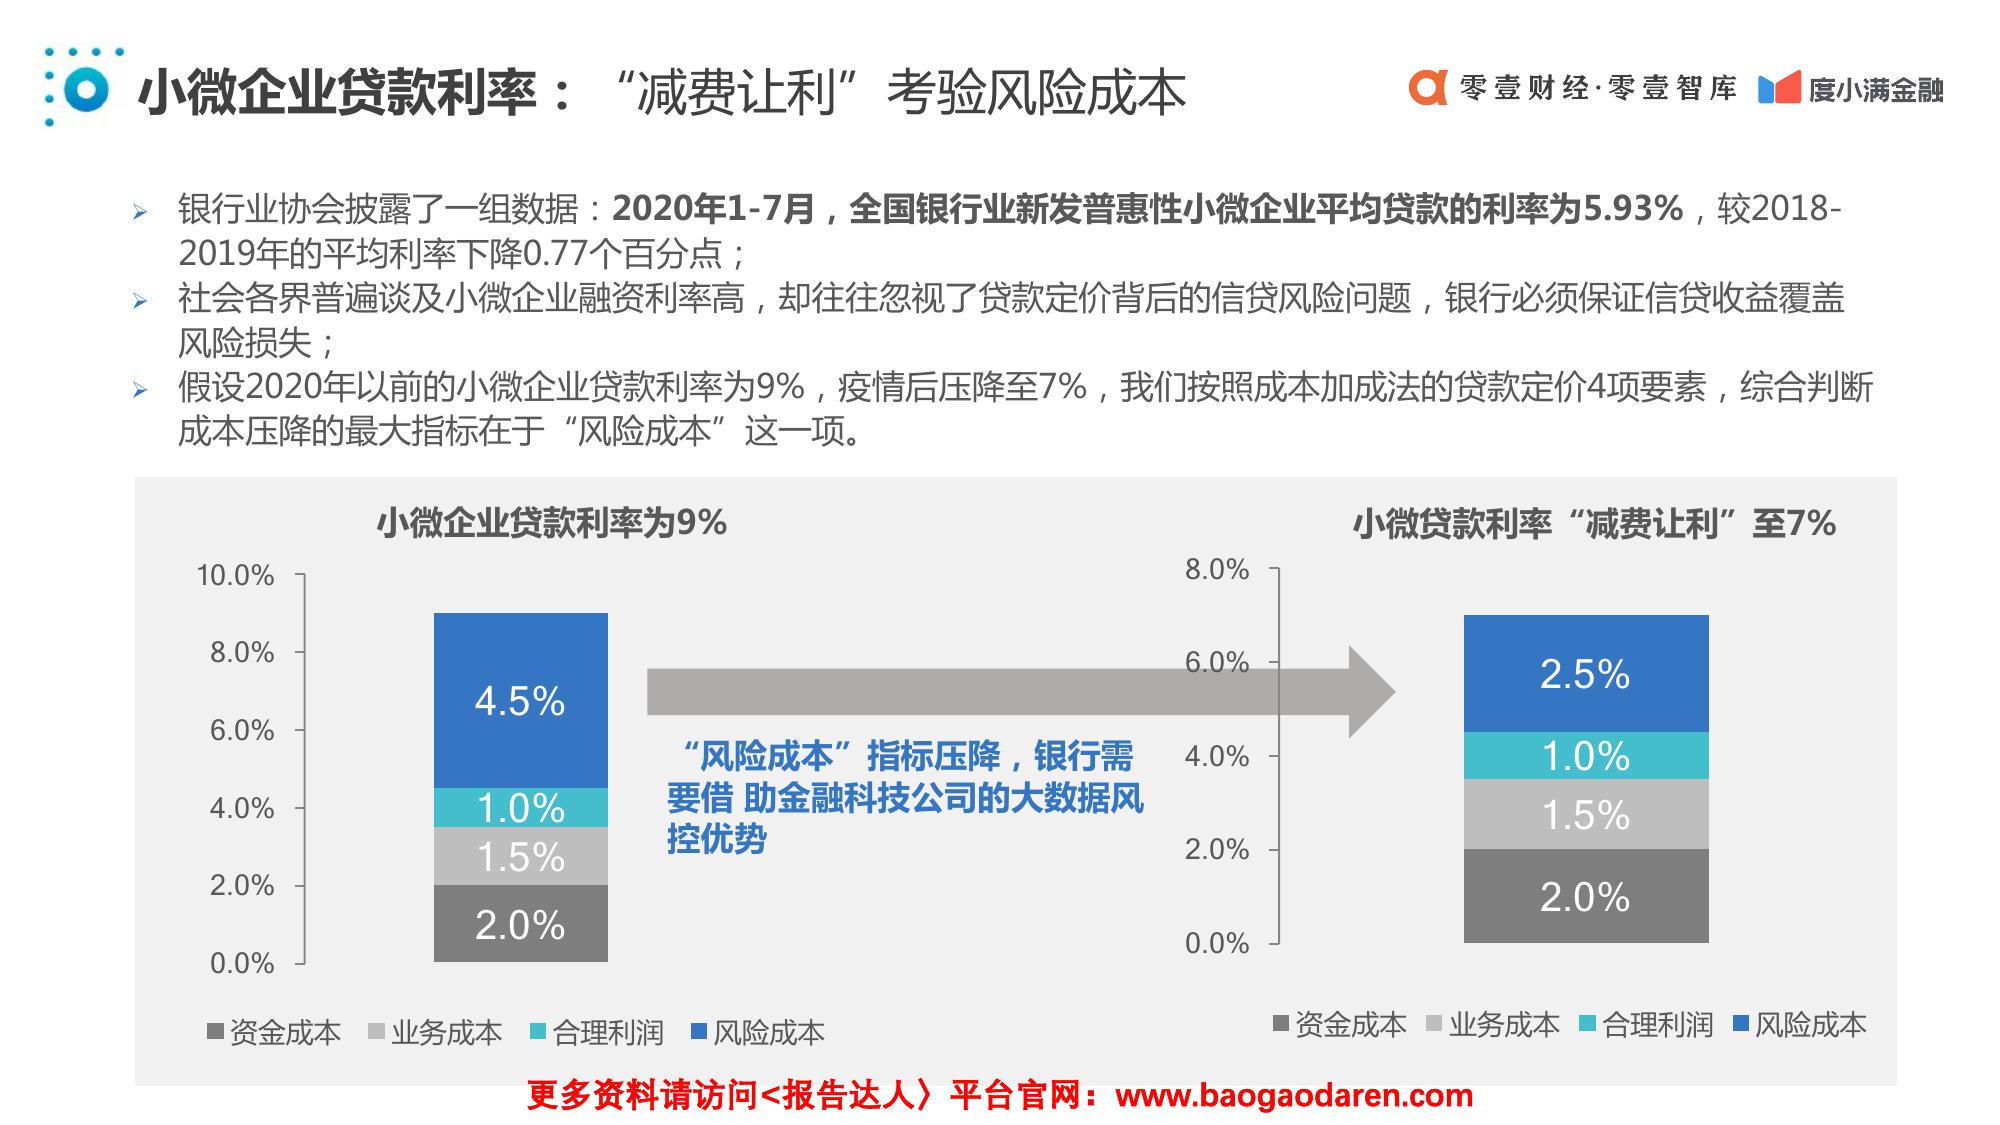 小微企业贷款利率：“减费让利”考验风险成本
零壹财经·零壹智库
度小满金融
银行业协会披露了一组数据：2020年1-7月，全国银行业新发普惠性小微企业平均贷款的利率为5.93%，较2018-
2019年的平均利率下降0.77个百分点；
社会各界普遍谈及小微企业融资利率高，却往往忽视了贷款定价背后的信贷风险问题，银行必须保证信贷收益覆盖
风险损失；
假设2020年以前的小微企业贷款利率为9%，疫情后压降至7%，我们按照成本加成法的贷款定价4项要素，综合判断
成本压降的最大指标在于“风险成本”这一项。
小微企业贷款利率为9%
10.0%
8.0%
6.0%
4.0%
2.0%
0.0%
4.5%
1.0%
1.5%
2.0%
资金成本 业务成本 合理利润 风险成本
“风险成本”指标压降，银行需
要借 助金融科技公司的大数据风
控优势
小微贷款利率“减费让利”至7%
8.0%
6.0%
4.0%
2.0%
0.0%
2.5%
1.0%
1.5%
2.0%
资金成本 业务成本 合理利润 风险成本
更多资料请访问<报告达人〉平台官网：www.baogaodaren.com